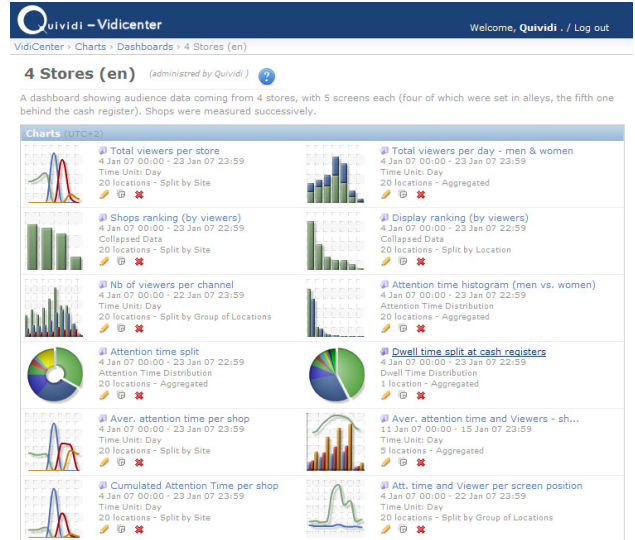 Quividi – Vidicenter
Welcome, Quividi . / Log out
VidiCenter › Charts › Dashboards › 4 Stores (en)
4 Stores (en) (administred by Quividi ) ?
A dashboard showing audience data coming from 4 stores, with 5 screens each (four of which were set in alleys, the fifth one
behind the cash register). Shops were measured successively.
Charts (UTC+2)
Total viewers per store
4 Jan 07 00:00 - 23 Jan 07 23:59
Time Unit: Day
20 locations - Split by Site
Total viewers per day - men & women
4 Jan 07 00:00 - 23 Jan 07 23:59
Time Unit: Day
20 locations - Aggregated
Shops ranking (by viewers)
4 Jan 07 00:00 - 23 Jan 07 22:59
Collapsed Data
20 locations - Split by Site
Display ranking (by viewers)
4 Jan 07 00:00 - 23 Jan 07 22:59
Collapsed Data
20 locations - Split by Location
Nb of viewers per channel
4 Jan 07 00:00 - 22 Jan 07 23:59
Time Unit: Day
20 locations - Split by Group of Locations
Attention time histogram (men vs. women)
4 Jan 07 00:00 - 23 Jan 07 23:59
Attention Time Distribution
20 locations - Aggregated
Attention time split
4 Jan 07 00:00 - 23 Jan 07 22:59
Attention Time Distribution
20 locations - Aggregated
Dwell time split at cash registers
4 Jan 07 00:00 - 23 Jan 07 22:59
Dwell Time Distribution
1 location - Aggregated
Aver. attention time per shop
4 Jan 07 00:00 - 23 Jan 07 23:59
Time Unit: Day
20 locations - Split by Site
Aver. attention time and Viewers - sh...
11 Jan 07 00:00 - 15 Jan 07 23:59
Time Unit: Day
5 locations - Aggregated
Cumulated Attention Time per shop
4 Jan 07 00:00 - 23 Jan 07 23:59
Time Unit: Day
20 locations - Split by Site
Att. time and Viewer per screen position
4 Jan 07 00:00 - 22 Jan 07 23:59
Time Unit: Day
20 locations - Split by Group of Locations